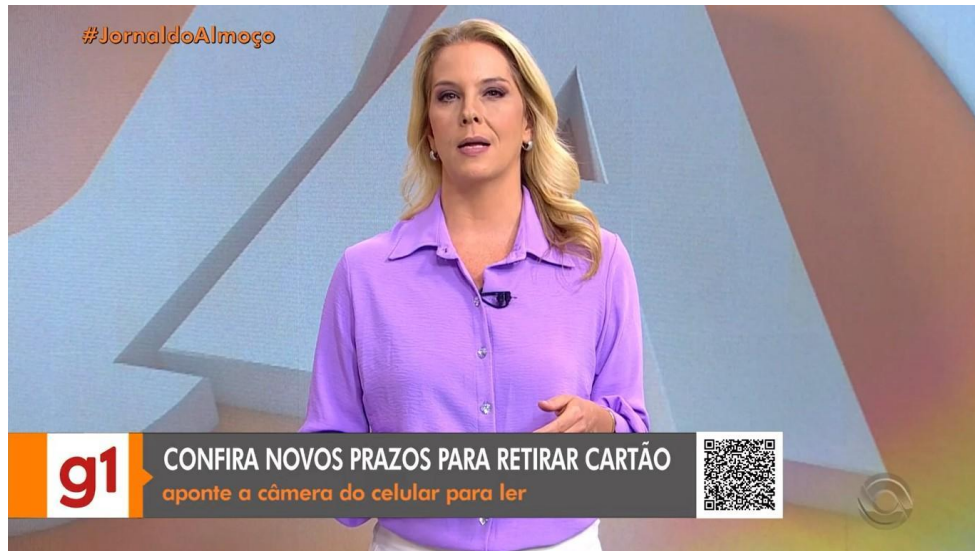 #JornaldoAlmoço
g1
CONFIRA NOVOS PRAZOS PARA RETIRAR CARTÃO
aponte a câmera do celular para ler